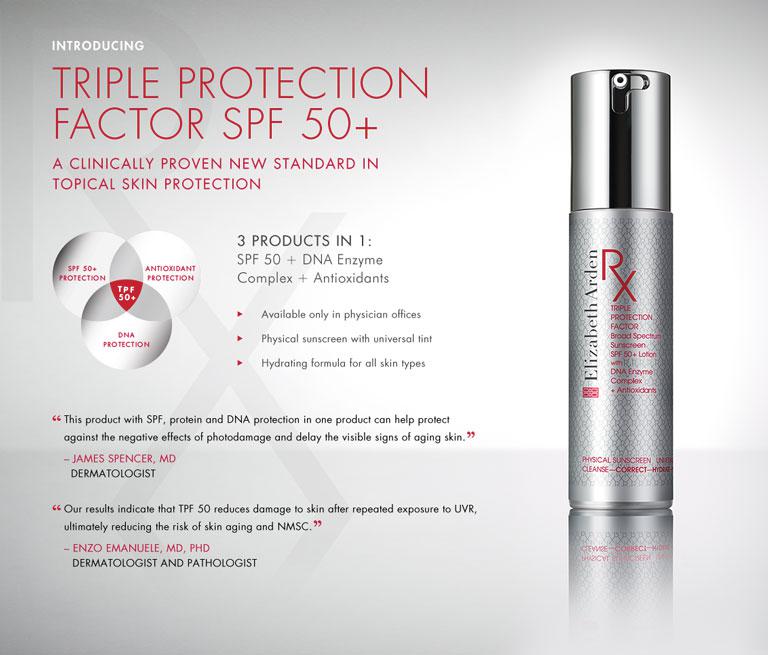 INTRODUCING
TRIPLE PROTECTION
FACTOR SPF 50+
A CLINICALLY PROVEN NEW STANDARD IN
TOPICAL SKIN PROTECTION
SPF 50+
PROTECTION
ANTIOXIDANT
PROTECTION
TPF
50+
DNA
PROTECTION
3 PRODUCTS IN 1:
SPF 50 + DNA Enzyme
Complex + Antioxidants
Available only in physician offices
Physical sunscreen with universal tint
Hydrating formula for all skin types
“ This product with SPF, protein and DNA protection in one product can help protect
against the negative effects of photodamage and delay the visible signs of aging skin.”
– JAMES SPENCER, MD
DERMATOLOGIST
“ Our results indicate that TPF 50 reduces damage to skin after repeated exposure to UVR,
ultimately reducing the risk of skin aging and NMSC.”
– ENZO EMANUELE, MD, PHD
DERMATOLOGIST AND PATHOLOGIST
Elizabeth Arden
RX
TRIPLE
PROTECTION
FACTOR
Broad Spectrum
Sunscreen
SPF 50+ Lotion
with
DNA Enzyme
Complex
+ Antioxidants
PHYSICAL SUNSCREEN
CLEANSE—CORRECT—HYDRATE